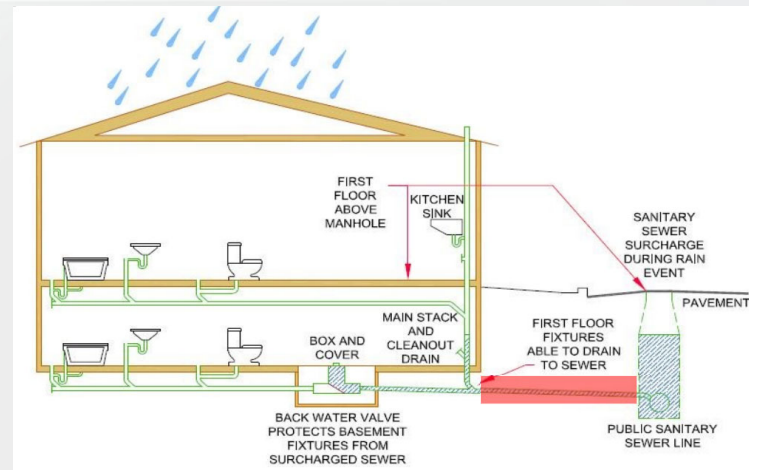 FIRST
FLOOR
ABOVE
MANHOLE
KITCHEN
SINK
SANITARY
SEWER
SURCHARGE
DURING RAIN
EVENT
PAVEMENT
MAIN STACK
AND
CLEANOUT
DRAIN
BOX AND
COVER
FIRST FLOOR
FIXTURES
ABLE TO DRAIN
TO SEWER
BACK WATER VALVE
PROTECTS BASEMENT
FIXTURES FROM
SURCHARGED SEWER
PUBLIC SANITARY
SEWER LINE